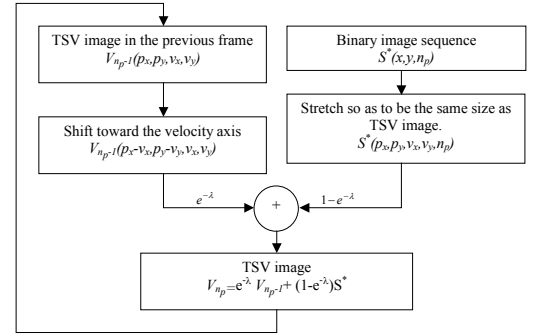 TSV image in the previous frame
V_{n_p-1}(p_x,p_y,v_x,v_y)
Binary image sequence
S^*(x,y,n_p)
Shift toward the velocity axis
V_{n_p-1}(p_x-v_x,p_y-v_y,v_x,v_y)
Stretch so as to be the same size as
TSV image.
S^*(p_x,p_y,v_x,v_y,n_p)
e^{-λ}
+
1-e^{-λ}
TSV image
V_{n_p}=e^{-λ} V_{n_p-1}+ (1-e^{-λ})S^*